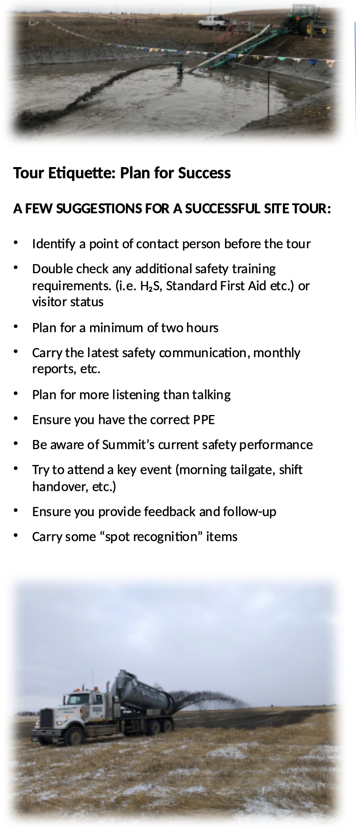 Tour Etiquette: Plan for Success
A FEW SUGGESTIONS FOR A SUCCESSFUL SITE TOUR:
• Identify a point of contact person before the tour
• Double check any additional safety training
requirements. (i.e. H₂S, Standard First Aid etc.) or
visitor status
• Plan for a minimum of two hours
• Carry the latest safety communication, monthly
reports, etc.
• Plan for more listening than talking
• Ensure you have the correct PPE
• Be aware of Summit’s current safety performance
• Try to attend a key event (morning tailgate, shift
handover, etc.)
• Ensure you provide feedback and follow-up
• Carry some “spot recognition” items